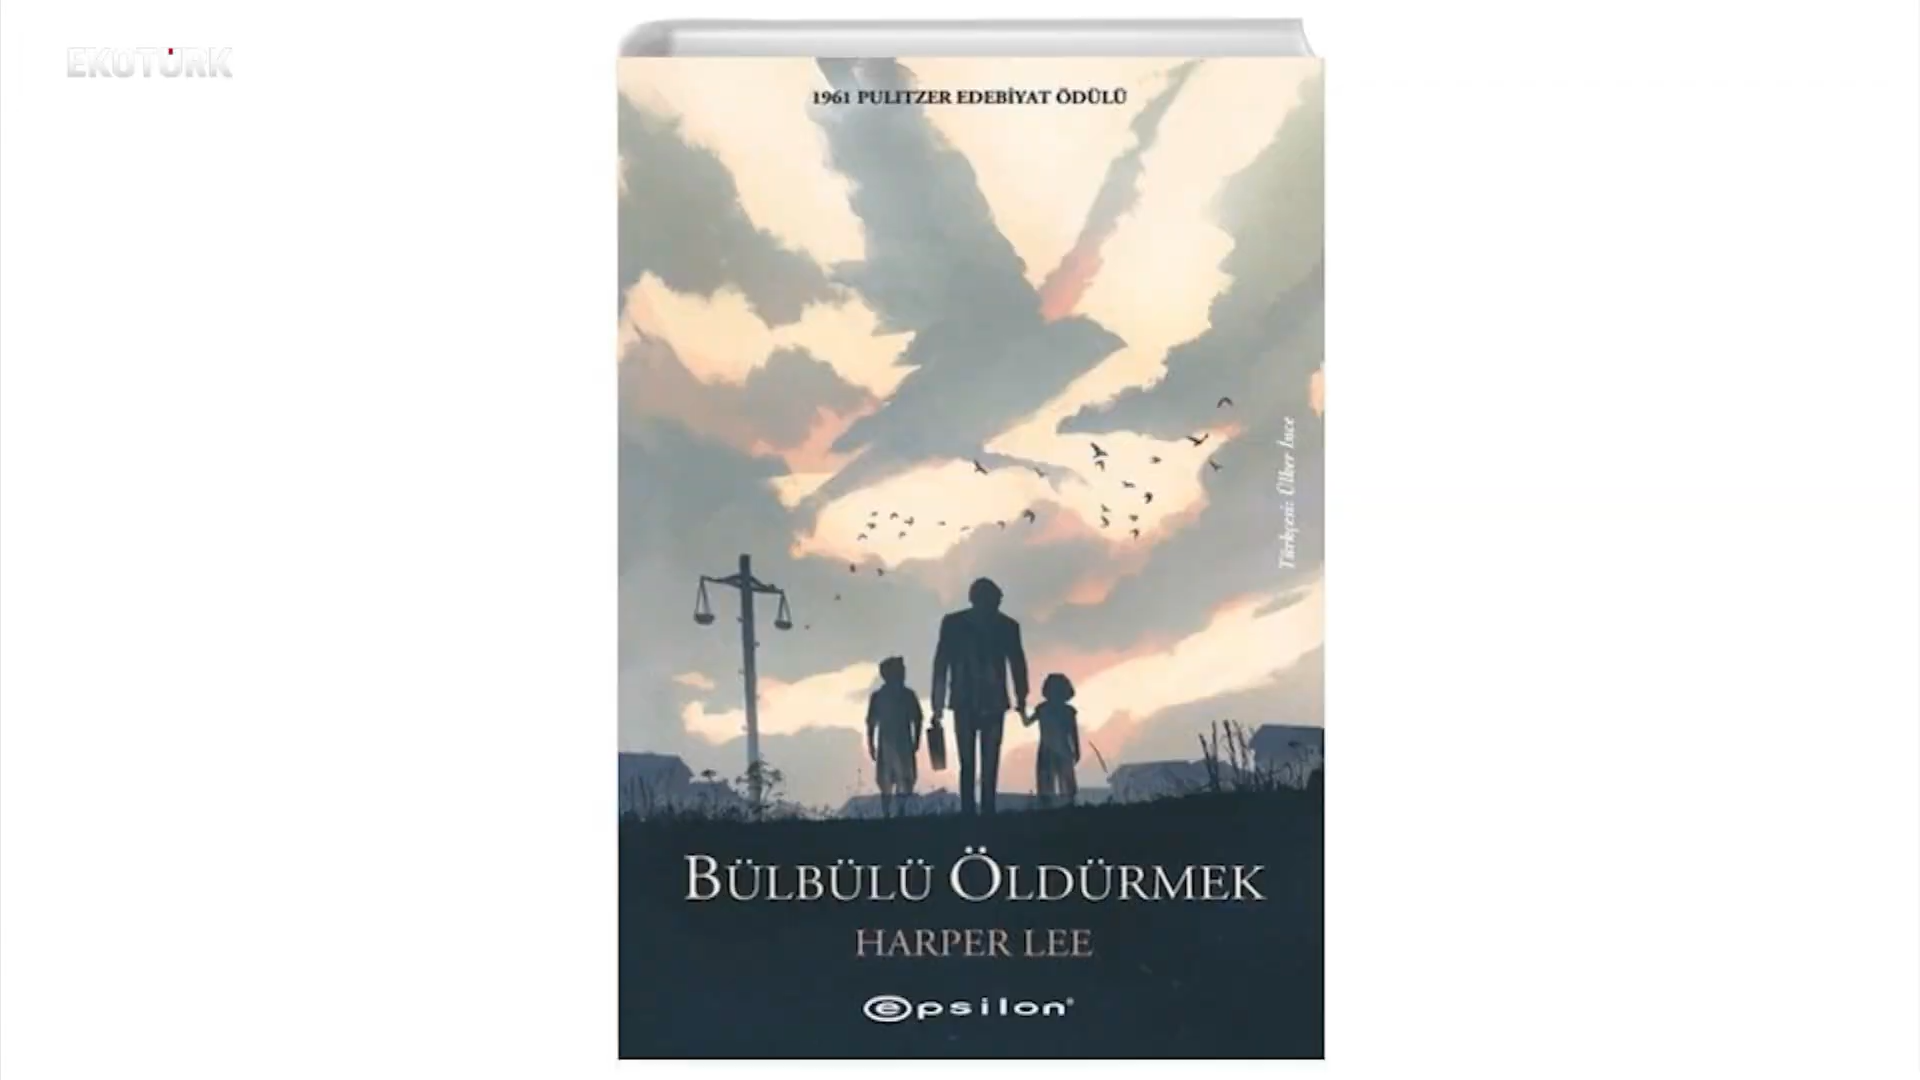 EKOTÜRK
1961 PULITZER EDEBİYAT ÖDÜLÜ
Türkçesi: Ülker İnce
BÜLBÜLÜ ÖLDÜRMEK
HARPER LEE
epsilon®